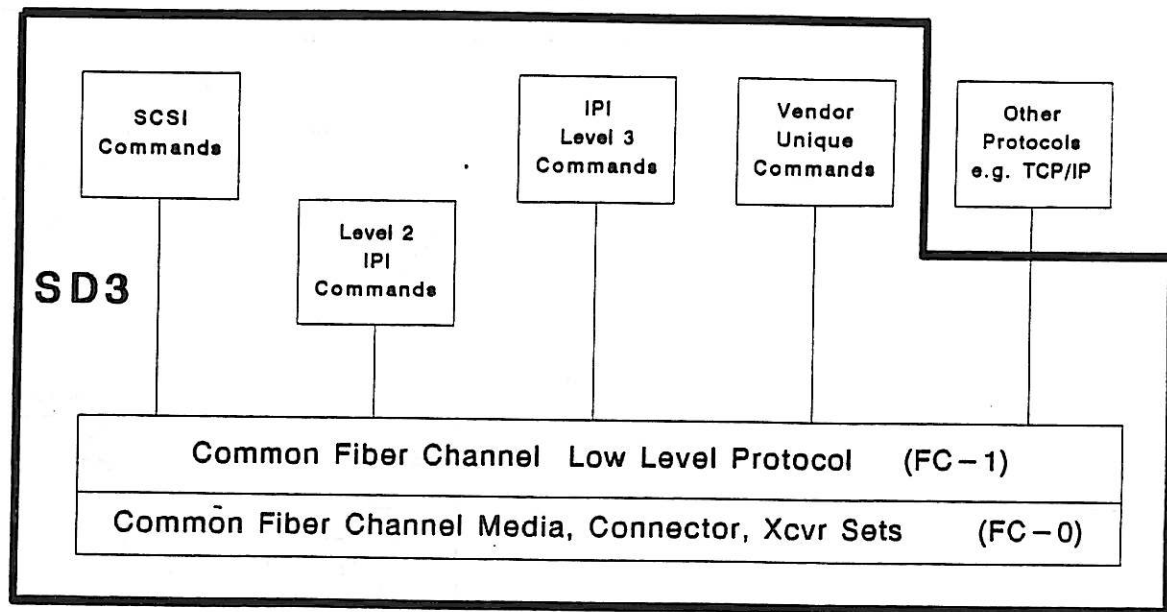 SCSI
Commands
IPI
Level 3
Commands
Vendor
Unique
Commands
Other
Protocols
e.g. TCP/IP
Level 2
IPI
Commands
SD3
Common Fiber Channel Low Level Protocol (FC-1)
Common Fiber Channel Media, Connector, Xcvr Sets (FC-0)